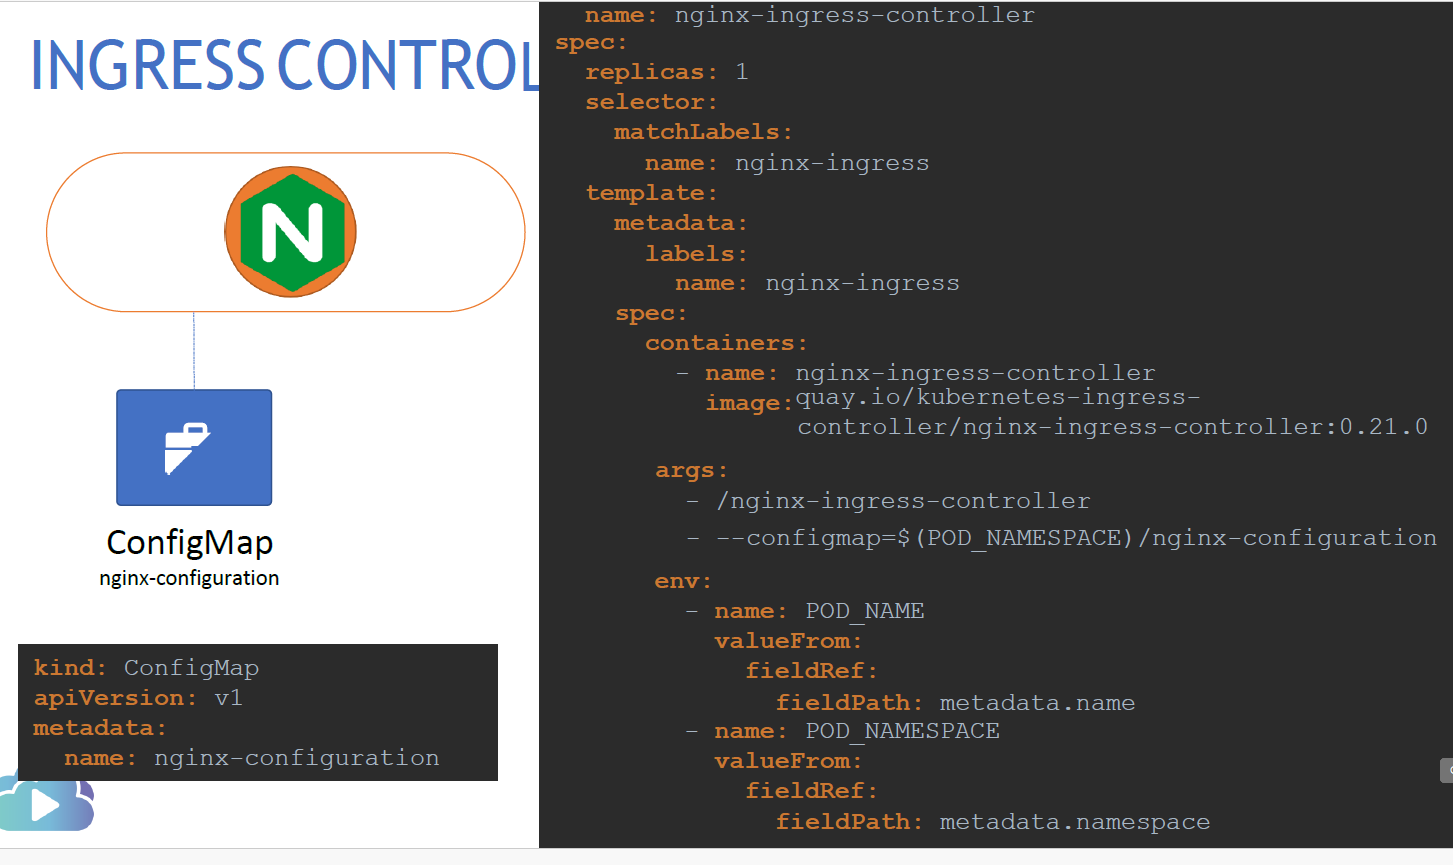 INGRESS CONTROL
N
ConfigMap
nginx-configuration
kind: ConfigMap
apiVersion: v1
metadata:
  name: nginx-configuration
  name: nginx-ingress-controller
spec:
  replicas: 1
  selector:
    matchLabels:
      name: nginx-ingress
  template:
    metadata:
      labels:
        name: nginx-ingress
    spec:
      containers:
        - name: nginx-ingress-controller
          image: quay.io/kubernetes-ingress-
controller/nginx-ingress-controller:0.21.0
      args:
        - /nginx-ingress-controller
        - --configmap=$(POD_NAMESPACE)/nginx-configuration
      env:
        - name: POD_NAME
          valueFrom:
            fieldRef:
              fieldPath: metadata.name
        - name: POD_NAMESPACE
          valueFrom:
            fieldRef:
              fieldPath: metadata.namespace